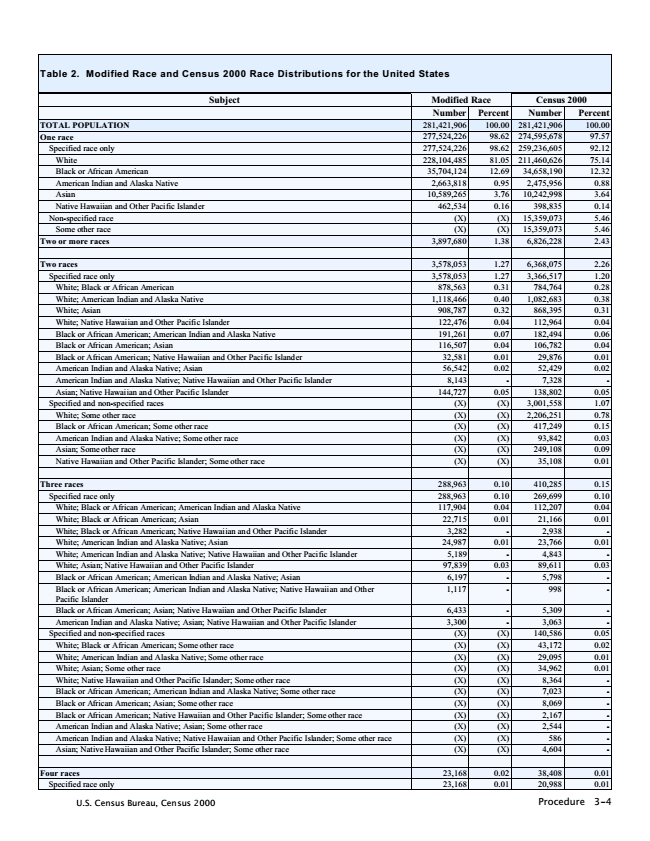 Table 2. Modified Race and Census 2000 Race Distributions for the United States
Subject Modified Race Census 2000
Number Percent Number Percent
TOTAL POPULATION 281,421,906 100.00 281,421,906 100.00
One race 277,524,226 98.62 274,595,678 97.57
Specified race only 277,524,226 98.62 259,236,605 92.12
White 228,104,485 81.05 211,460,626 75.14
Black or African American 35,704,124 12.69 34,658,190 12.32
American Indian and Alaska Native 2,663,818 0.95 2,475,956 0.88
Asian 10,589,265 3.76 10,242,998 3.64
Native Hawaiian and Other Pacific Islander 462,534 0.16 398,835 0.14
Non-specified race (X) (X) 15,359,073 5.46
Some other race (X) (X) 15,359,073 5.46
Two or more races 3,897,680 1.38 6,826,228 2.43
Two races 3,578,053 1.27 6,368,075 2.26
Specified race only 3,578,053 1.27 3,366,517 1.20
White; Black or African American 878,563 0.31 784,764 0.28
White; American Indian and Alaska Native 1,118,466 0.40 1,082,683 0.38
White; Asian 908,787 0.32 868,395 0.31
White; Native Hawaiian and Other Pacific Islander 122,476 0.04 112,964 0.04
Black or African American; American Indian and Alaska Native 191,261 0.07 182,494 0.06
Black or African American; Asian 116,507 0.04 106,782 0.04
Black or African American; Native Hawaiian and Other Pacific Islander 32,581 0.01 29,876 0.01
American Indian and Alaska Native; Asian 56,542 0.02 52,429 0.02
American Indian and Alaska Native; Native Hawaiian and Other Pacific Islander 8,143 - 7,328 -
Asian; Native Hawaiian and Other Pacific Islander 144,727 0.05 138,802 0.05
Specified and non-specified races (X) (X) 3,001,558 1.07
White; Some other race (X) (X) 2,206,251 0.78
Black or African American; Some other race (X) (X) 417,249 0.15
American Indian and Alaska Native; Some other race (X) (X) 93,842 0.03
Asian; Some other race (X) (X) 249,108 0.09
Native Hawaiian and Other Pacific Islander; Some other race (X) (X) 35,108 0.01
Three races 288,963 0.10 410,285 0.15
Specified race only 288,963 0.10 269,699 0.10
White; Black or African American; American Indian and Alaska Native 117,904 0.04 112,207 0.04
White; Black or African American; Asian 22,715 0.01 21,166 0.01
White; Black or African American; Native Hawaiian and Other Pacific Islander 3,282 - 2,938 -
White; American Indian and Alaska Native; Asian 24,987 0.01 23,766 0.01
White; American Indian and Alaska Native; Native Hawaiian and Other Pacific Islander 5,189 - 4,843 -
White; Asian; Native Hawaiian and Other Pacific Islander 97,839 0.03 89,611 0.03
Black or African American; American Indian and Alaska Native; Asian 6,197 - 5,798 -
Black or African American; American Indian and Alaska Native; Native Hawaiian and Other 1,117 - 998 -
Pacific Islander
Black or African American; Asian; Native Hawaiian and Other Pacific Islander 6,433 - 5,309 -
American Indian and Alaska Native; Asian; Native Hawaiian and Other Pacific Islander 3,300 - 3,063 -
Specified and non-specified races (X) (X) 140,586 0.05
White; Black or African American; Some other race (X) (X) 43,172 0.02
White; American Indian and Alaska Native; Some other race (X) (X) 29,095 0.01
White; Asian; Some other race (X) (X) 34,962 0.01
White; Native Hawaiian and Other Pacific Islander; Some other race (X) (X) 8,364 -
Black or African American; American Indian and Alaska Native; Some other race (X) (X) 7,023 -
Black or African American; Asian; Some other race (X) (X) 8,069 -
Black or African American; Native Hawaiian and Other Pacific Islander; Some other race (X) (X) 2,167 -
American Indian and Alaska Native; Asian; Some other race (X) (X) 2,544 -
American Indian and Alaska Native; Native Hawaiian and Other Pacific Islander; Some other race (X) (X) 586 -
Asian; Native Hawaiian and Other Pacific Islander; Some other race (X) (X) 4,604 -
Four races 23,168 0.02 38,408 0.01
Specified race only 23,168 0.01 20,988 0.01
U.S. Census Bureau, Census 2000 Procedure 3-4